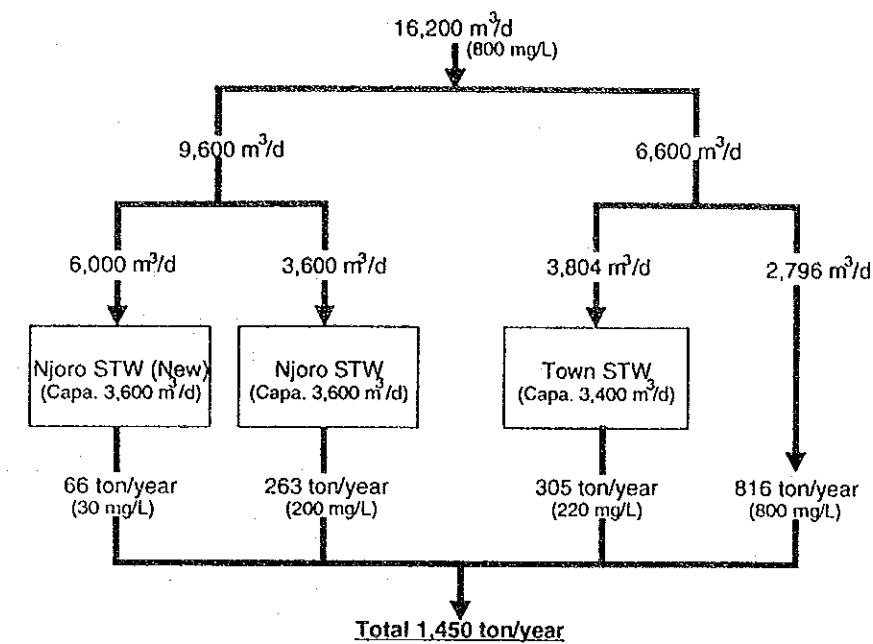 16,200 m³/d
(800 mg/L)
9,600 m³/d
6,600 m³/d
6,000 m³/d
3,600 m³/d
3,804 m³/d
2,796 m³/d
Njoro STW (New)
(Capa. 3,600 m³/d)
Njoro STW
(Capa. 3,600 m³/d)
Town STW
(Capa. 3,400 m³/d)
66 ton/year
(30 mg/L)
263 ton/year
(200 mg/L)
305 ton/year
(220 mg/L)
816 ton/year
(800 mg/L)
Total 1,450 ton/year